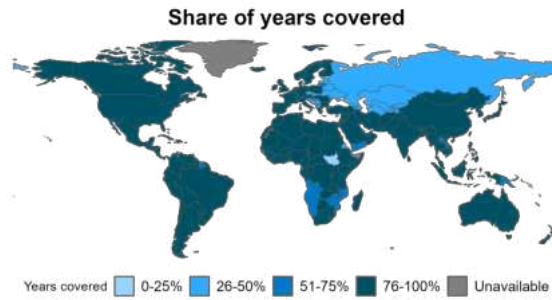 Share of years covered
Years covered 0-25% 26-50% 51-75% 76-100% Unavailable